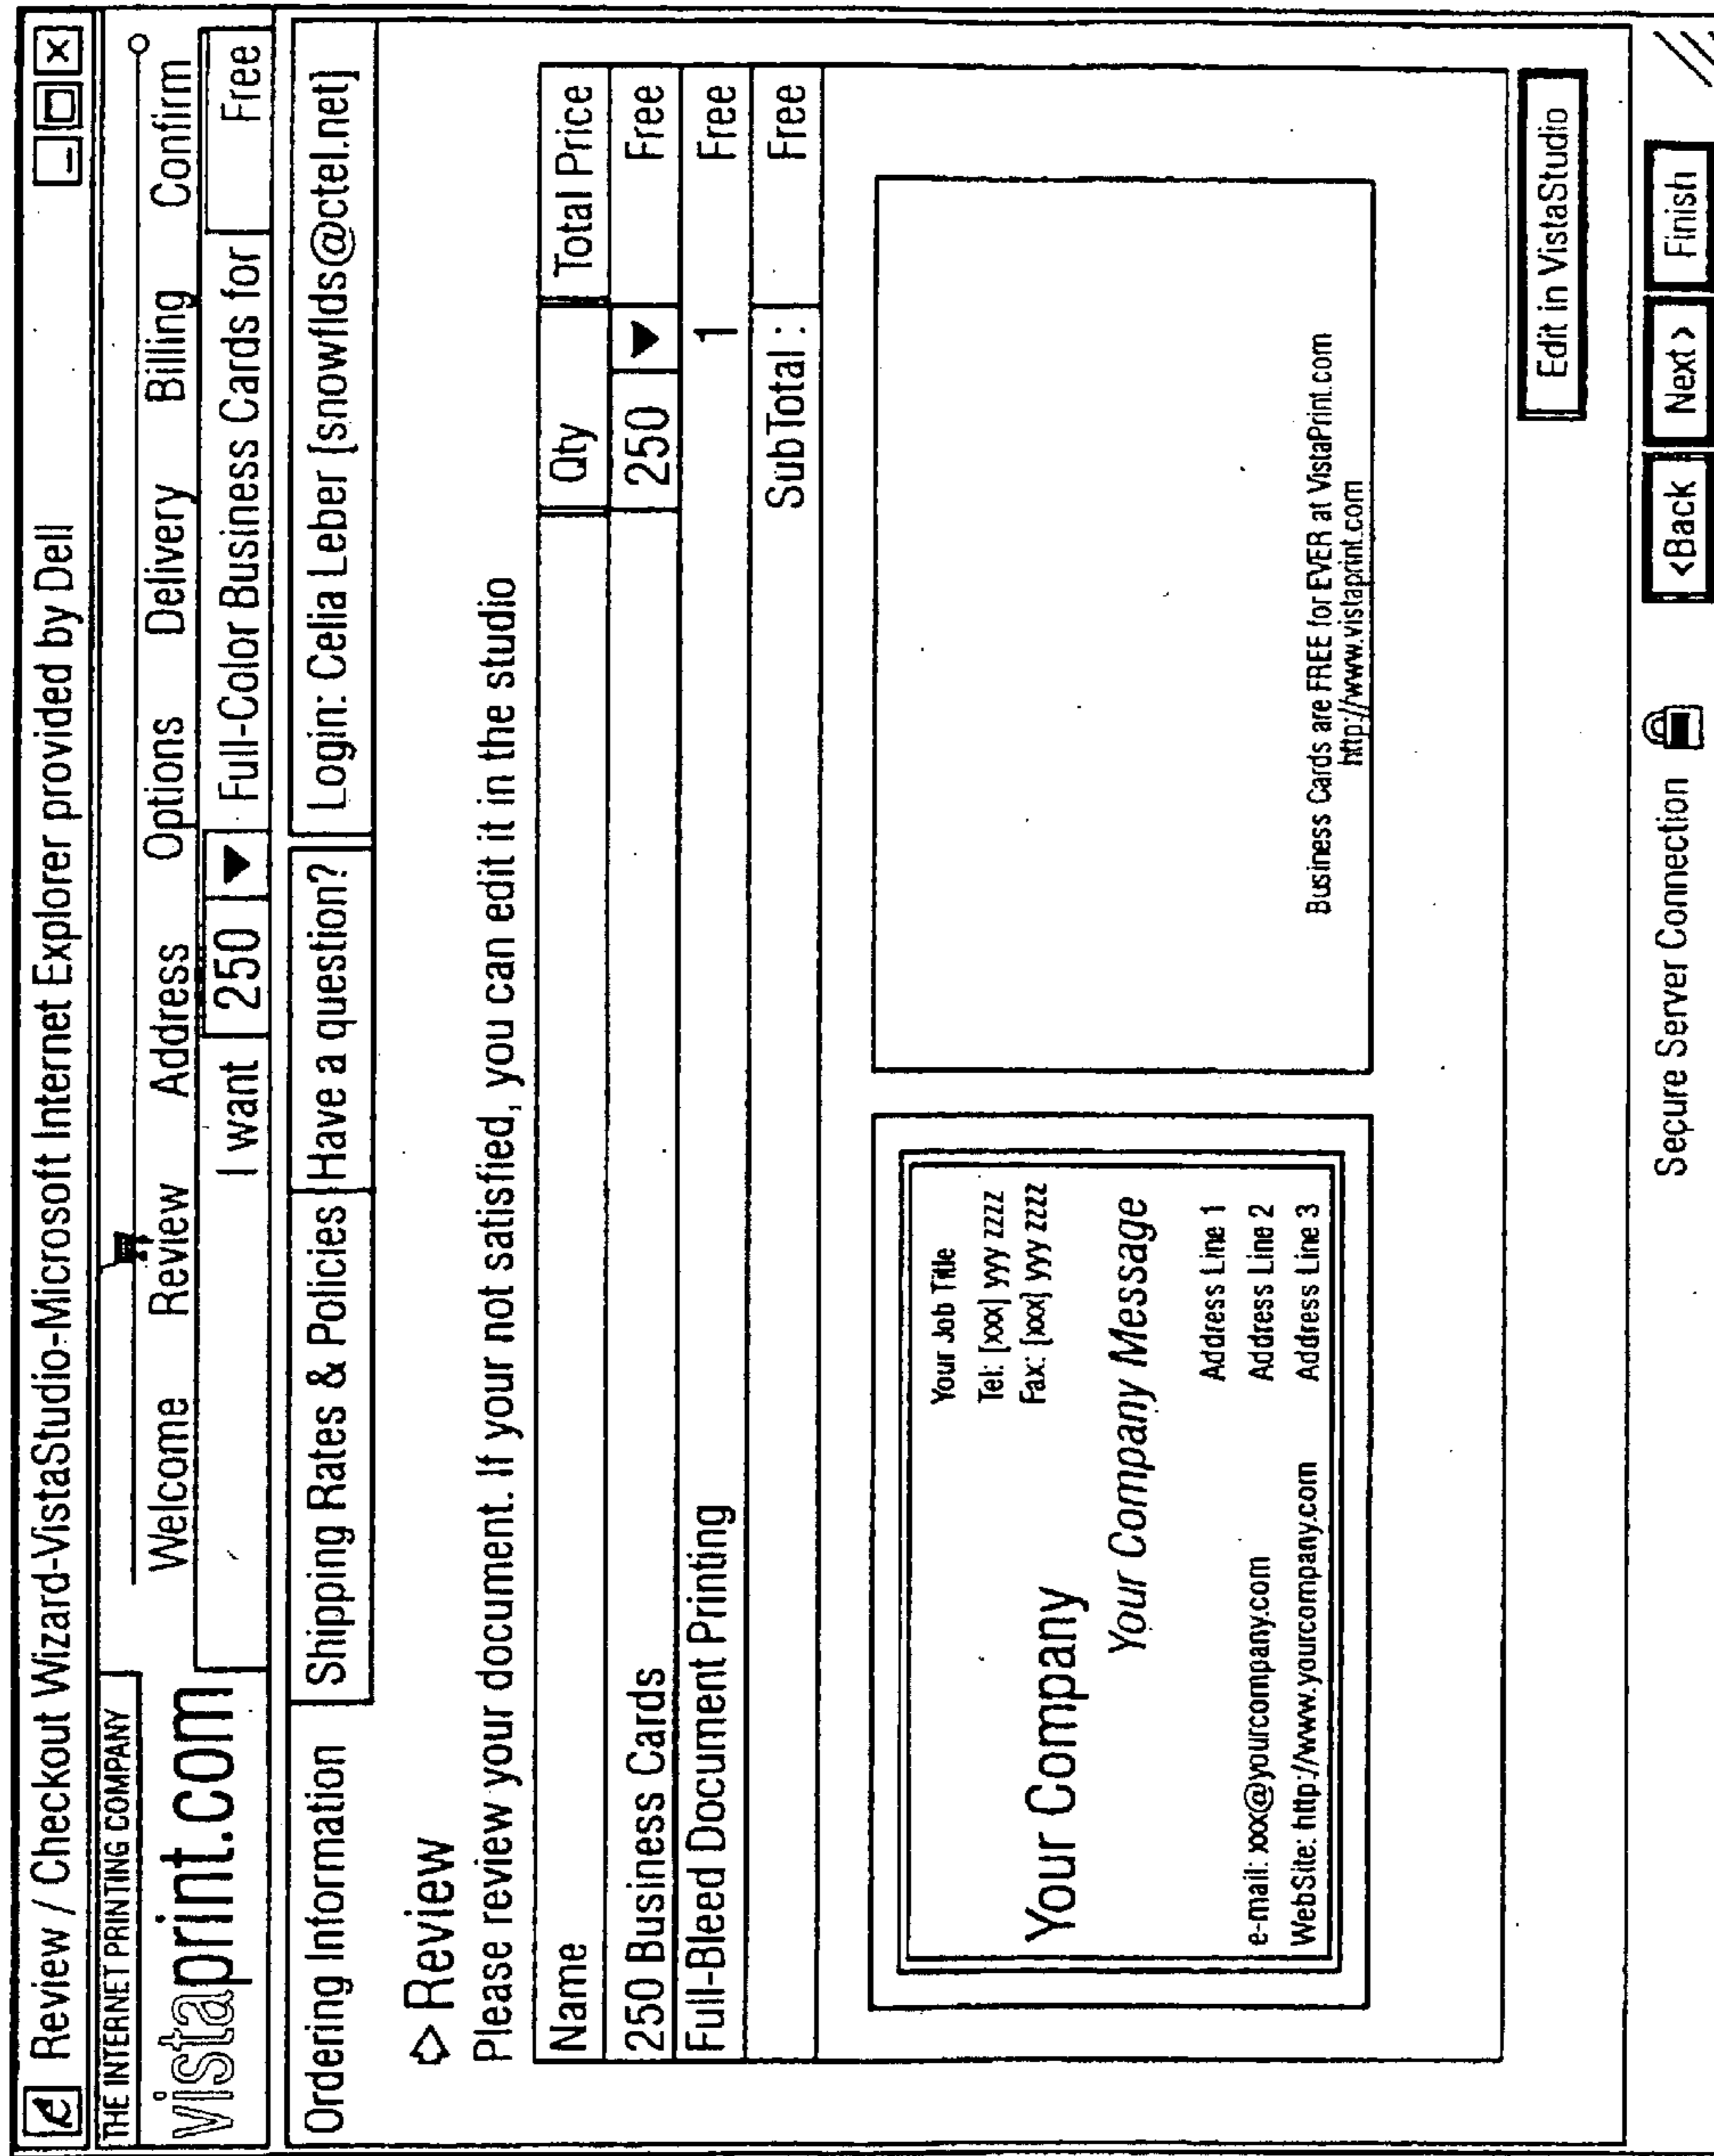 Review / Checkout Wizard-VistaStudio-Microsoft Internet Explorer provided by Dell
THE INTERNET PRINTING COMPANY
vistaprint.com
Welcome Review Address Options Delivery Billing Confirm
I want 250 Full-Color Business Cards for Free
Ordering Information Shipping Rates & Policies Have a question? Login: Celia Leber [snowflds@ctel.net]
Review
Please review your document. If your not satisfied, you can edit it in the studio
Name Qty Total Price
250 Business Cards 250 Free
Full-Bleed Document Printing 1 Free
SubTotal : Free
Your Job Title
Tel: [xxx] yyy zzzz
Fax: [xxx] yyy zzzz
Your Company
Your Company Message
Address Line 1
e-mail: xxx@yourcompany.com Address Line 2
WebSite: http://www.yourcompany.com Address Line 3
Business Cards are FREE for EVER at VistaPrint.com
http://www.vistaprint.com
Edit in VistaStudio
Secure Server Connection <Back Next> Finish